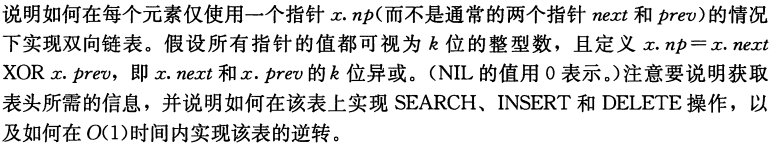 说明如何在每个元素仅使用一个指针 x.np(而不是通常的两个指针 next 和 prev)的情况
下实现双向链表。假设所有指针的值都可视为 k 位的整型数，且定义 x.np＝x.next
XOR x.prev，即 x.next 和 x.prev 的 k 位异或。（NIL 的值用 0 表示。）注意要说明获取
表头所需的信息，并说明如何在该表上实现 SEARCH、INSERT 和 DELETE 操作，以
及如何在 O(1)时间内实现该表的逆转。